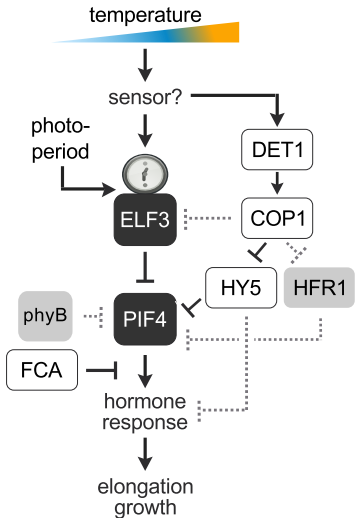 temperature
sensor?
photo-
period
DET1
ELF3
COP1
HY5
HFR1
phyB
PIF4
FCA
hormone
response
elongation
growth